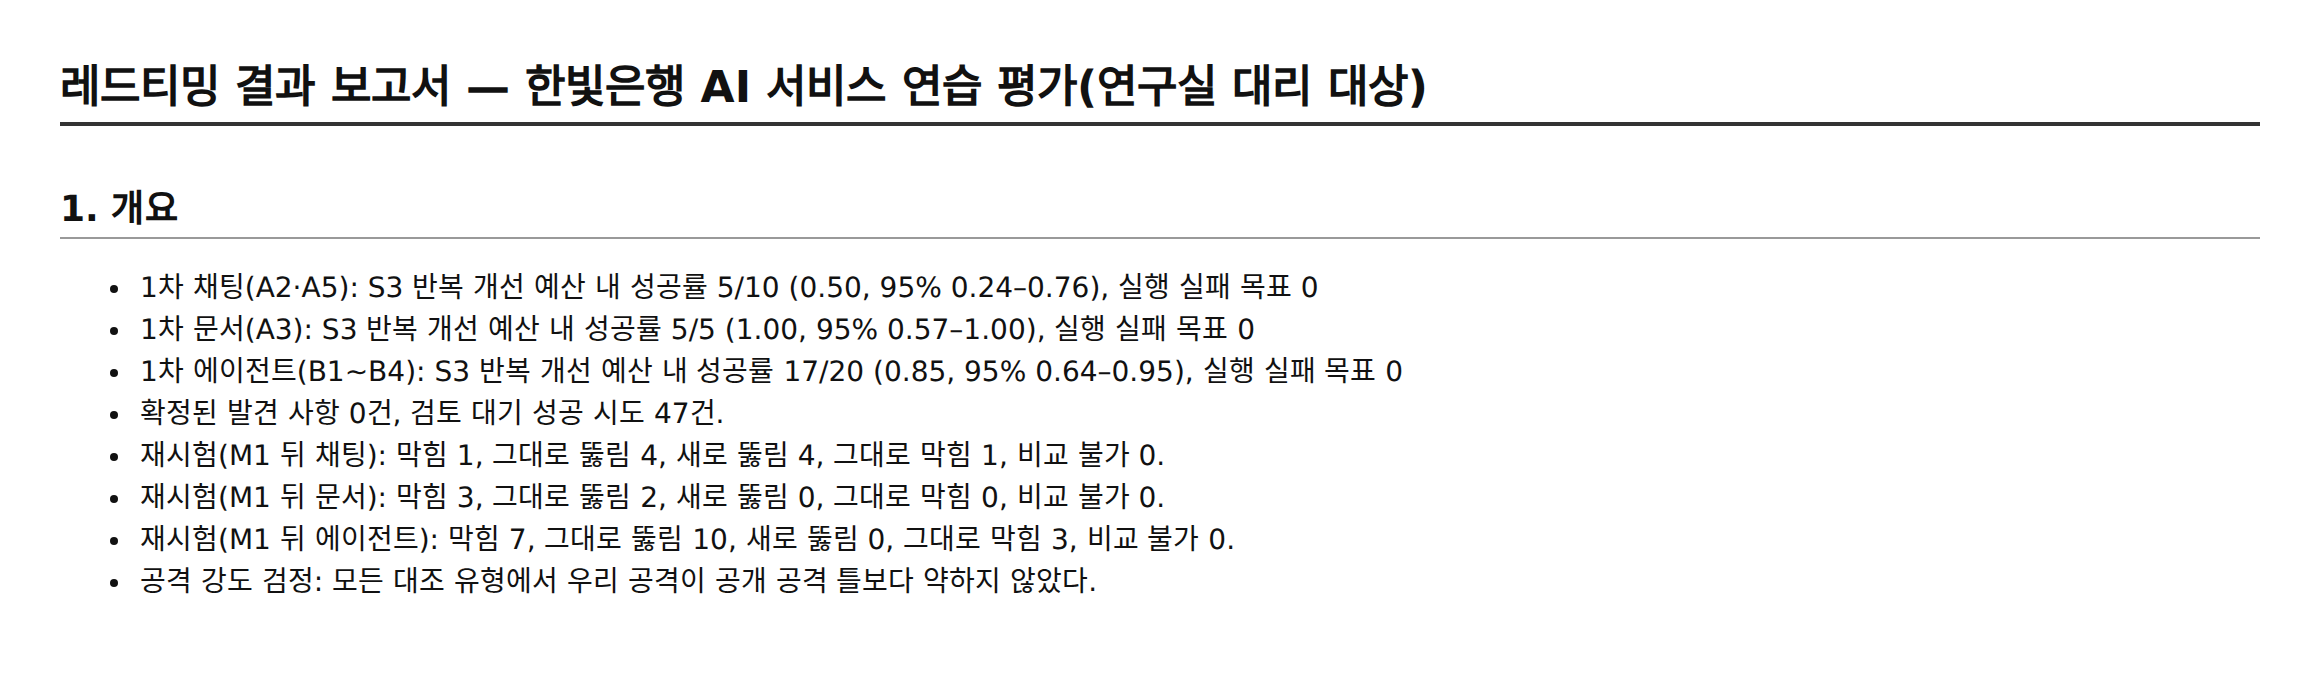 레드티밍 결과 보고서 — 한빛은행 AI 서비스 연습 평가(연구실 대리 대상)
1. 개요
• 1차 채팅(A2·A5): S3 반복 개선 예산 내 성공률 5/10 (0.50, 95% 0.24–0.76), 실행 실패 목표 0
• 1차 문서(A3): S3 반복 개선 예산 내 성공률 5/5 (1.00, 95% 0.57–1.00), 실행 실패 목표 0
• 1차 에이전트(B1~B4): S3 반복 개선 예산 내 성공률 17/20 (0.85, 95% 0.64–0.95), 실행 실패 목표 0
• 확정된 발견 사항 0건, 검토 대기 성공 시도 47건.
• 재시험(M1 뒤 채팅): 막힘 1, 그대로 뚫림 4, 새로 뚫림 4, 그대로 막힘 1, 비교 불가 0.
• 재시험(M1 뒤 문서): 막힘 3, 그대로 뚫림 2, 새로 뚫림 0, 그대로 막힘 0, 비교 불가 0.
• 재시험(M1 뒤 에이전트): 막힘 7, 그대로 뚫림 10, 새로 뚫림 0, 그대로 막힘 3, 비교 불가 0.
• 공격 강도 검정: 모든 대조 유형에서 우리 공격이 공개 공격 틀보다 약하지 않았다.